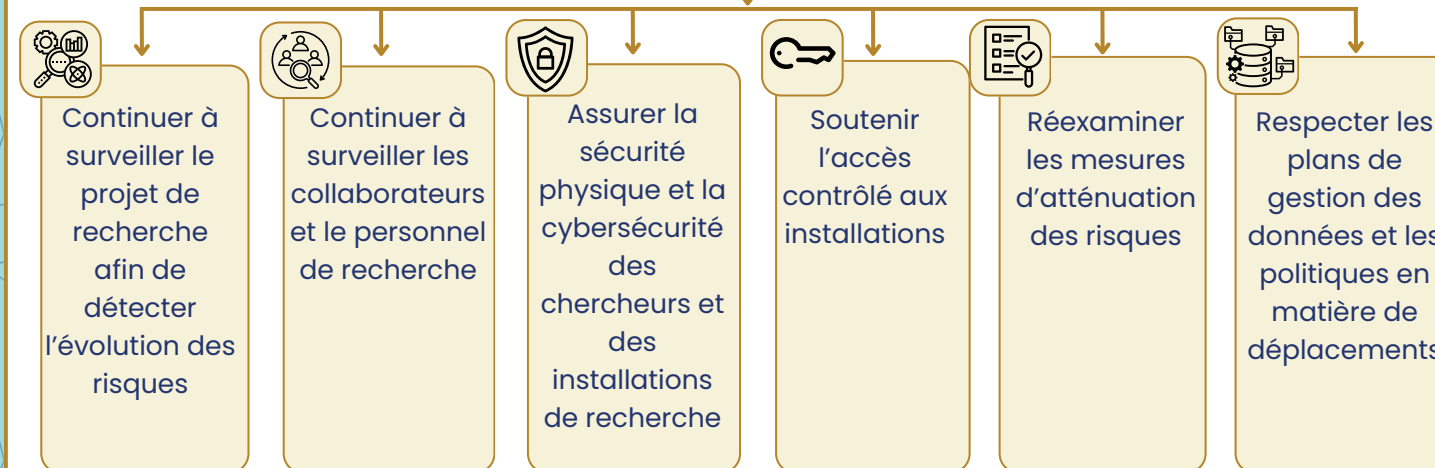 Continuer à
surveiller le
projet de
recherche
afin de
détecter
l'évolution des
risques
Continuer à
surveiller les
collaborateurs
et le personnel
de recherche
Assurer la
sécurité
physique et la
cybersécurité
des
chercheurs et
des
installations
de recherche
Soutenir
l'accès
contrôlé aux
installations
Réexaminer
les mesures
d'atténuation
des risques
Respecter les
plans de
gestion des
données et les
politiques en
matière de
déplacements